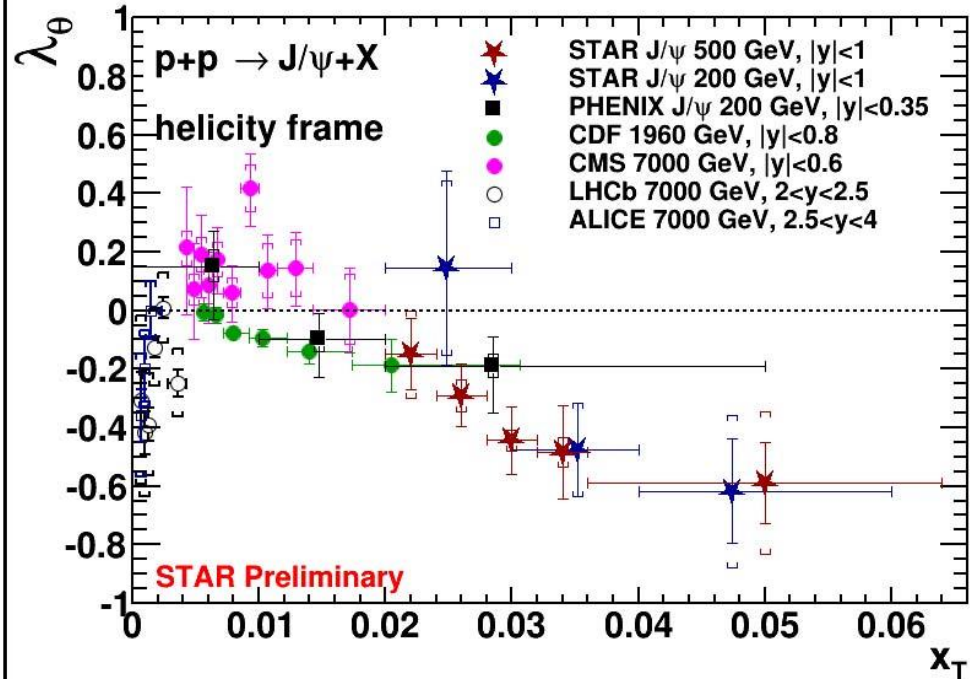 λθ
1
0.8
0.6
0.4
0.2
0
-0.2
-0.4
-0.6
-0.8
-1
p+p → J/ψ+X
helicity frame
STAR J/ψ 500 GeV, |y|<1
STAR J/ψ 200 GeV, |y|<1
PHENIX J/ψ 200 GeV, |y|<0.35
CDF 1960 GeV, |y|<0.8
CMS 7000 GeV, |y|<0.6
LHCb 7000 GeV, 2<y<2.5
ALICE 7000 GeV, 2.5<y<4
STAR Preliminary
0 0.01 0.02 0.03 0.04 0.05 0.06
xT